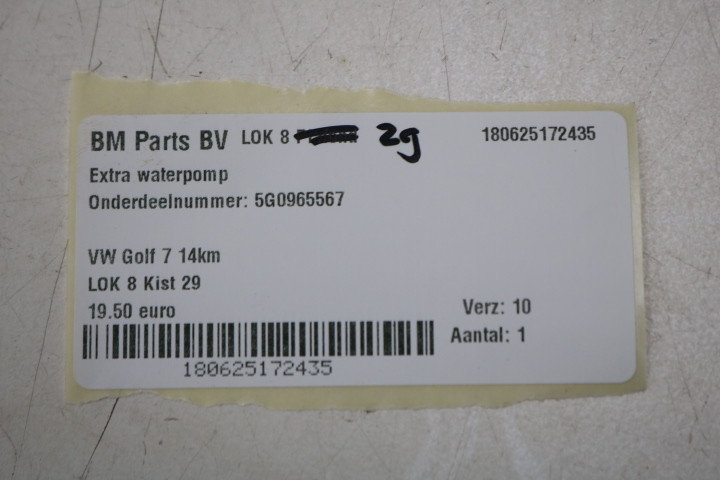 BM Parts BV LOK 8 2g 180625172435
Extra waterpomp
Onderdeelnummer: 5G0965567
VW Golf 7 14km
LOK 8 Kist 29
19.50 euro Verz: 10
Aantal: 1
180625172435